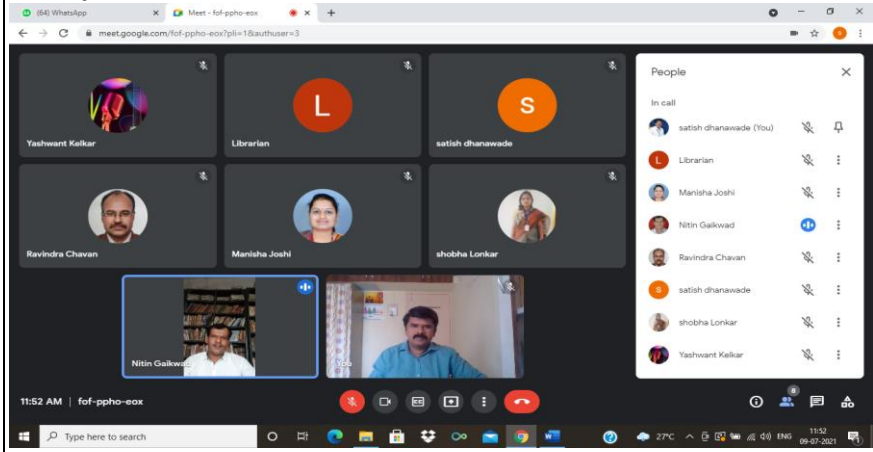 (64) WhatsApp
Meet - fof-ppho-eox
meet.google.com/fof-ppho-eox?pli=1&authuser=3
Yashwant Kelkar
L
Librarian
S
satish dhanawade
Ravindra Chavan
Manisha Joshi
shobha Lonkar
Nitin Gaikwad
You
People
In call
satish dhanawade (You)
L
Librarian
Manisha Joshi
Nitin Gaikwad
Ravindra Chavan
S
satish dhanawade
shobha Lonkar
Yashwant Kelkar
11:52 AM | fof-ppho-eox
8
Type here to search
27°C
ENG
11:52
09-07-2021